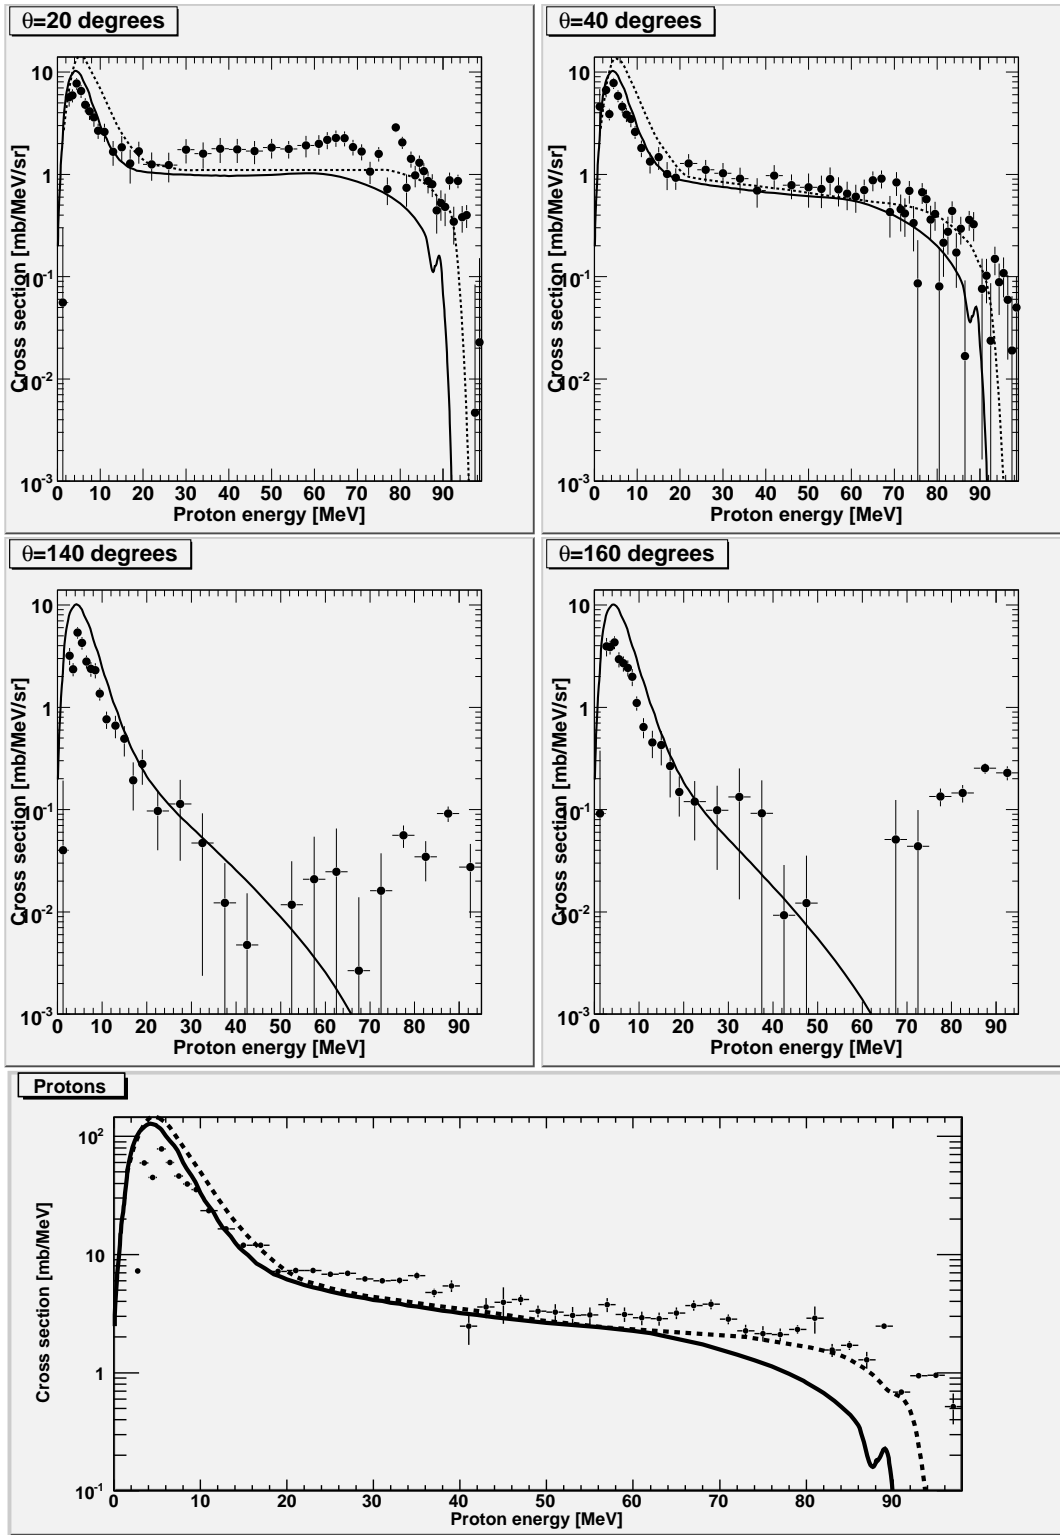 θ=20 degrees
Cross section [mb/MeV/sr]
10
1
10-1
10-2
10-3
0 10 20 30 40 50 60 70 80 90
Proton energy [MeV]
θ=40 degrees
Cross section [mb/MeV/sr]
10
1
10-1
10-2
10-3
0 10 20 30 40 50 60 70 80 90
Proton energy [MeV]
θ=140 degrees
Cross section [mb/MeV/sr]
10
1
10-1
10-2
10-3
0 10 20 30 40 50 60 70 80 90
Proton energy [MeV]
θ=160 degrees
Cross section [mb/MeV/sr]
10
1
10-1
10-2
10-3
0 10 20 30 40 50 60 70 80 90
Proton energy [MeV]
Protons
Cross section [mb/MeV]
10²
10
1
10-1
0 10 20 30 40 50 60 70 80 90
Proton energy [MeV]